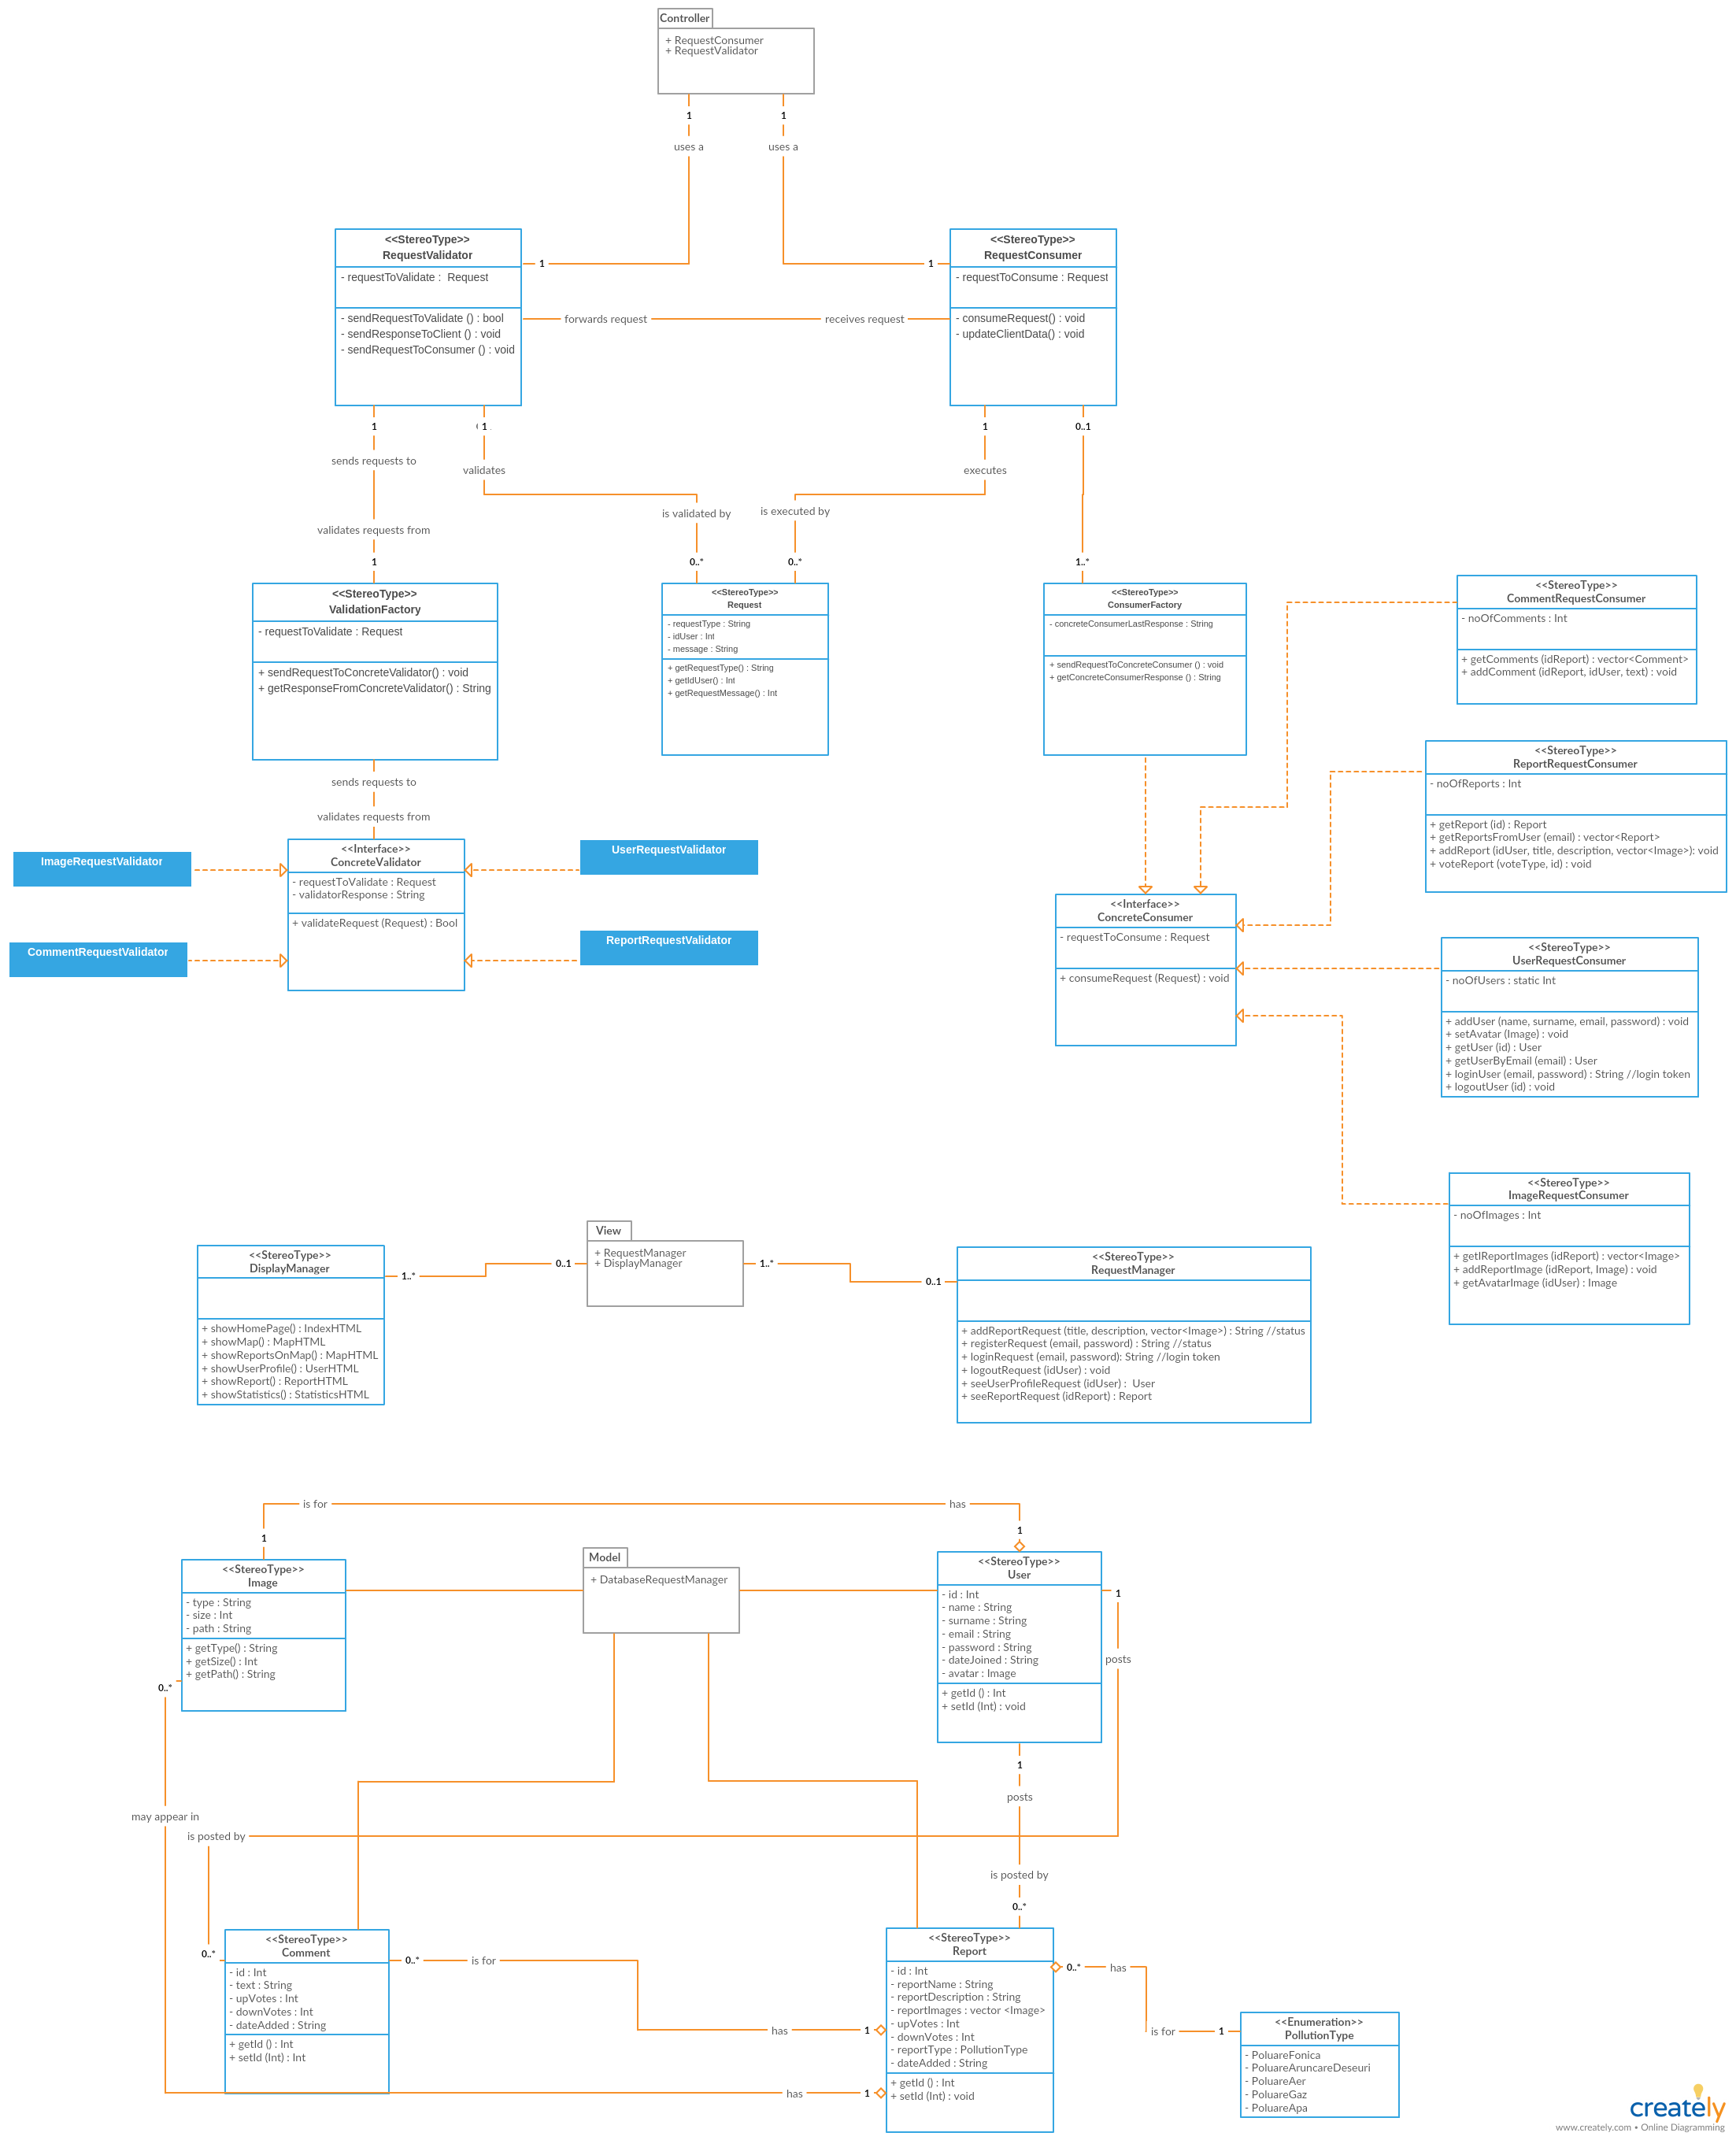 Controller
+ RequestConsumer
+ RequestValidator
1
1
uses a
uses a
<<StereoType>>
RequestValidator
- requestToValidate :  Request
- sendRequestToValidate () : bool
- sendResponseToClient () : void
- sendRequestToConsumer () : void
1
1
<<StereoType>>
RequestConsumer
- requestToConsume : Request
- consumeRequest() : void
- updateClientData() : void
forwards request
receives request
1
1
1
0..1
sends requests to
validates
executes
validates requests from
is validated by
is executed by
1
0..*
0..*
1..*
<<StereoType>>
ValidationFactory
- requestToValidate : Request
+ sendRequestToConcreteValidator() : void
+ getResponseFromConcreteValidator() : String
<<StereoType>>
Request
- requestType : String
- idUser : Int
- message : String
+ getRequestType() : String
+ getIdUser() : Int
+ getRequestMessage() : Int
<<StereoType>>
ConsumerFactory
- concreteConsumerLastResponse : String
+ sendRequestToConcreteConsumer () : void
+ getConcreteConsumerResponse () : String
<<StereoType>>
CommentRequestConsumer
- noOfComments : Int
+ getComments (idReport) : vector<Comment>
+ addComment (idReport, idUser, text) : void
<<StereoType>>
ReportRequestConsumer
- noOfReports : Int
+ getReport (id) : Report
+ getReportsFromUser (email) : vector<Report>
+ addReport (idUser, title, description, vector<Image>): void
+ voteReport (voteType, id) : void
sends requests to
validates requests from
ImageRequestValidator
UserRequestValidator
CommentRequestValidator
ReportRequestValidator
<<Interface>>
ConcreteValidator
- requestToValidate : Request
- validatorResponse : String
+ validateRequest (Request) : Bool
<<Interface>>
ConcreteConsumer
- requestToConsume : Request
+ consumeRequest (Request) : void
<<StereoType>>
UserRequestConsumer
- noOfUsers : static Int
+ addUser (name, surname, email, password) : void
+ setAvatar (Image) : void
+ getUser (id) : User
+ getUserByEmail (email) : User
+ loginUser (email, password) : String //login token
+ logoutUser (id) : void
<<StereoType>>
ImageRequestConsumer
- noOfImages : Int
+ getIReportImages (idReport) : vector<Image>
+ addReportImage (idReport, Image) : void
+ getAvatarImage (idUser) : Image
View
+ RequestManager
+ DisplayManager
1..*
0..1
1..*
0..1
<<StereoType>>
DisplayManager
+ showHomePage() : IndexHTML
+ showMap() : MapHTML
+ showReportsOnMap() : MapHTML
+ showUserProfile() : UserHTML
+ showReport() : ReportHTML
+ showStatistics() : StatisticsHTML
<<StereoType>>
RequestManager
+ addReportRequest (title, description, vector<Image>) : String //status
+ registerRequest (email, password) : String //status
+ loginRequest (email, password): String //login token
+ logoutRequest (idUser) : void
+ seeUserProfileRequest (idUser) :  User
+ seeReportRequest (idReport) : Report
is for
has
1
1
<<StereoType>>
Image
- type : String
- size : Int
- path : String
+ getType() : String
+ getSize() : Int
+ getPath() : String
Model
+ DatabaseRequestManager
<<StereoType>>
User
- id : Int
- name : String
- surname : String
- email : String
- password : String
- dateJoined : String
- avatar : Image
+ getId () : Int
+ setId (Int) : void
1
posts
0..*
1
posts
may appear in
is posted by
is posted by
0..*
0..*
<<StereoType>>
Comment
- id : Int
- text : String
- upVotes : Int
- downVotes : Int
- dateAdded : String
+ getId () : Int
+ setId (Int) : Int
0..*
is for
has
1
has
1
<<StereoType>>
Report
- id : Int
- reportName : String
- reportDescription : String
- reportImages : vector <Image>
- upVotes : Int
- downVotes : Int
- reportType : PollutionType
- dateAdded : String
+ getId () : Int
+ setId (Int) : void
0..*
has
is for
1
<<Enumeration>>
PollutionType
- PoluareFonica
- PoluareAruncareDeseuri
- PoluareAer
- PoluareGaz
- PoluareApa
creately
www.creately.com • Online Diagramming